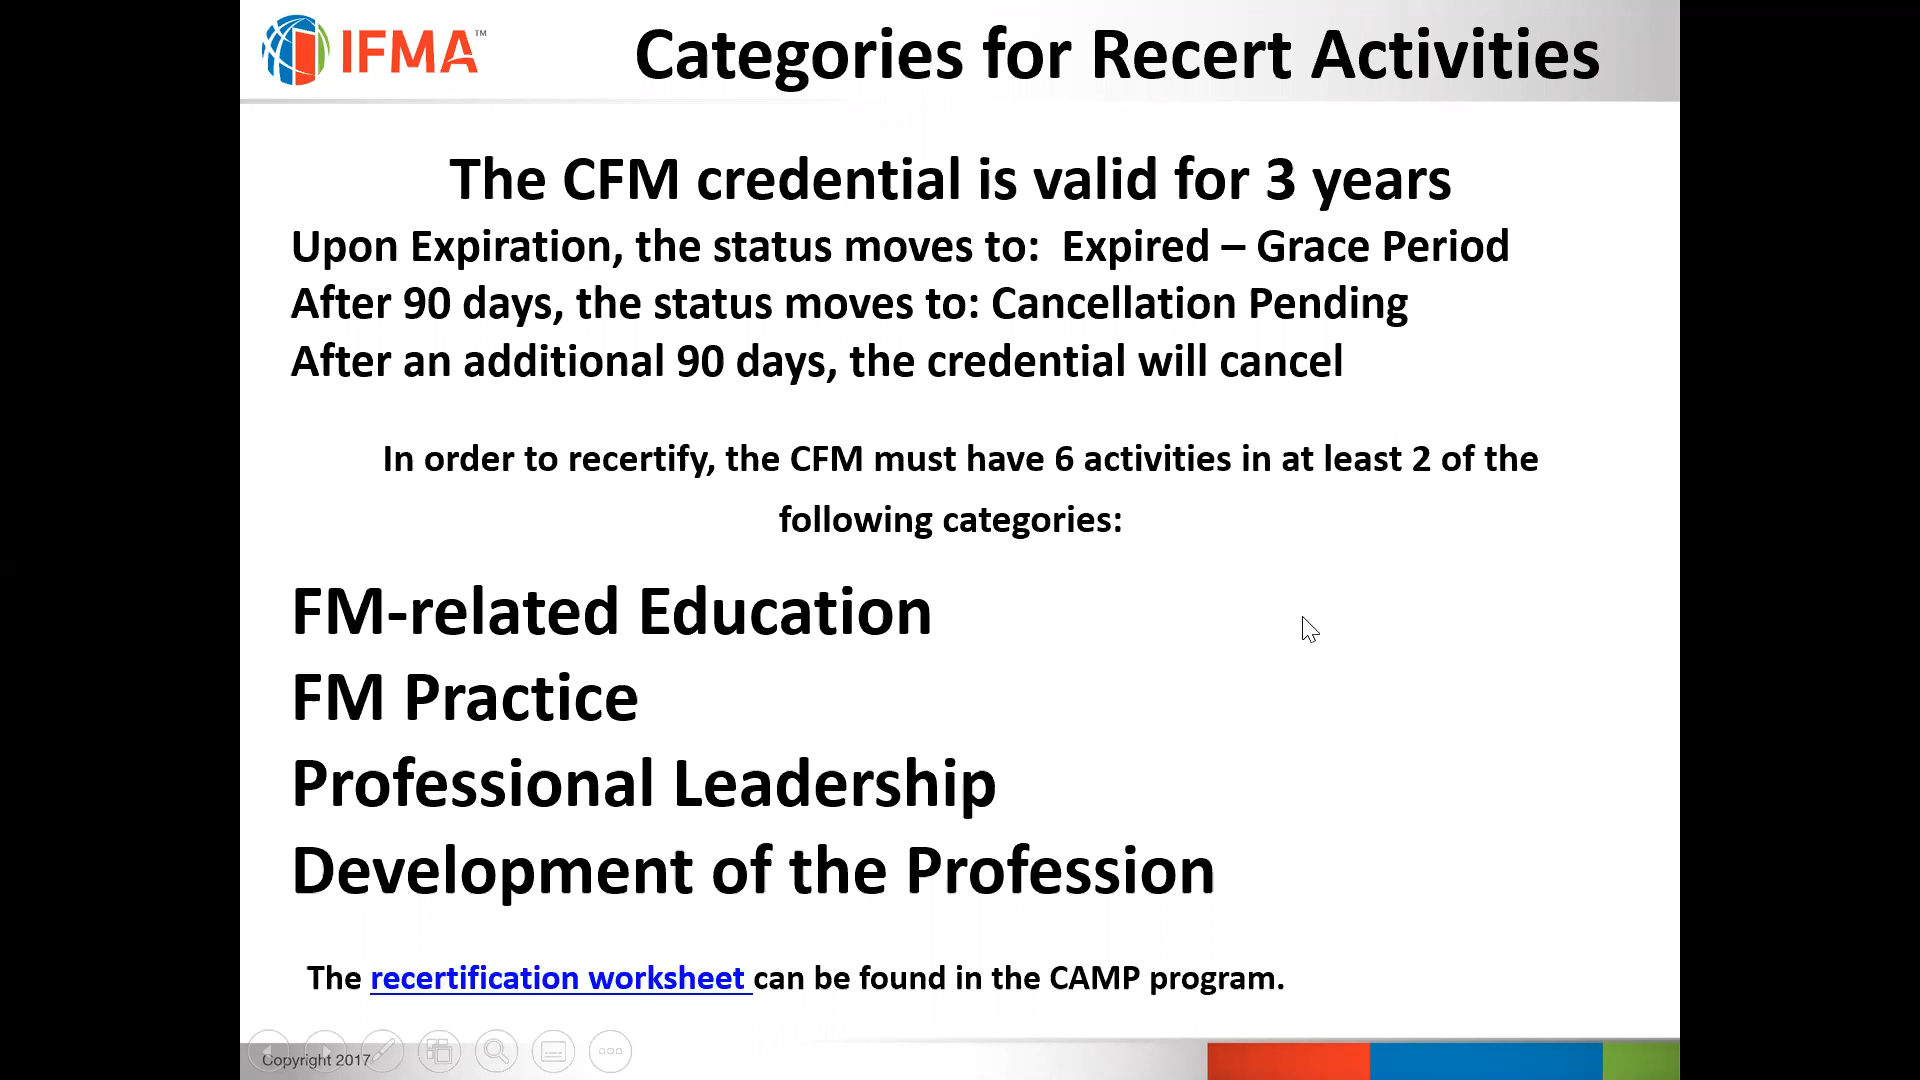 IFMA™
Categories for Recert Activities
The CFM credential is valid for 3 years
Upon Expiration, the status moves to:  Expired – Grace Period
After 90 days, the status moves to: Cancellation Pending
After an additional 90 days, the credential will cancel
In order to recertify, the CFM must have 6 activities in at least 2 of the
following categories:
FM-related Education
FM Practice
Professional Leadership
Development of the Profession
The recertification worksheet can be found in the CAMP program.
Copyright 2017